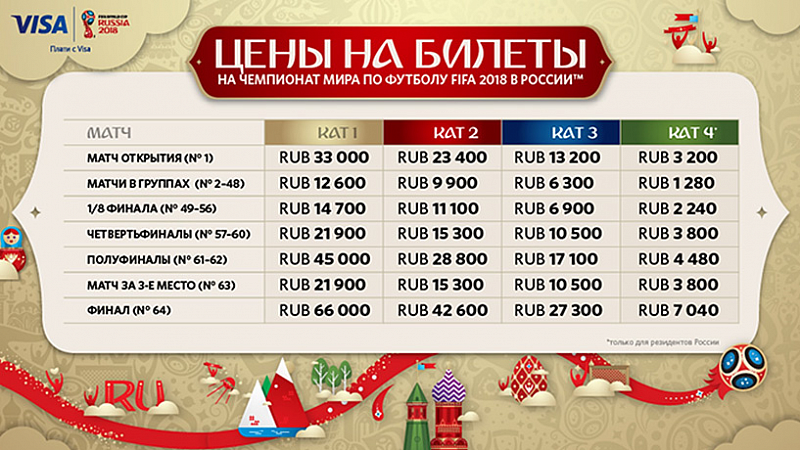 VISA
FIFA WORLD CUP
RUSSIA
2018
Плати с Visa
ЦЕНЫ НА БИЛЕТЫ
НА ЧЕМПИОНАТ МИРА ПО ФУТБОЛУ FIFA 2018 В РОССИИ™
МАТЧ КАТ 1 КАТ 2 КАТ 3 КАТ 4*
МАТЧ ОТКРЫТИЯ (№ 1) RUB 33 000 RUB 23 400 RUB 13 200 RUB 3 200
МАТЧИ В ГРУППАХ (№ 2–48) RUB 12 600 RUB 9 900 RUB 6 300 RUB 1 280
1/8 ФИНАЛА (№ 49–56) RUB 14 700 RUB 11 100 RUB 6 900 RUB 2 240
ЧЕТВЕРТЬФИНАЛЫ (№ 57–60) RUB 21 900 RUB 15 300 RUB 10 500 RUB 3 800
ПОЛУФИНАЛЫ (№ 61–62) RUB 45 000 RUB 28 800 RUB 17 100 RUB 4 480
МАТЧ ЗА 3-Е МЕСТО (№ 63) RUB 21 900 RUB 15 300 RUB 10 500 RUB 3 800
ФИНАЛ (№ 64) RUB 66 000 RUB 42 600 RUB 27 300 RUB 7 040
*только для резидентов России
RU